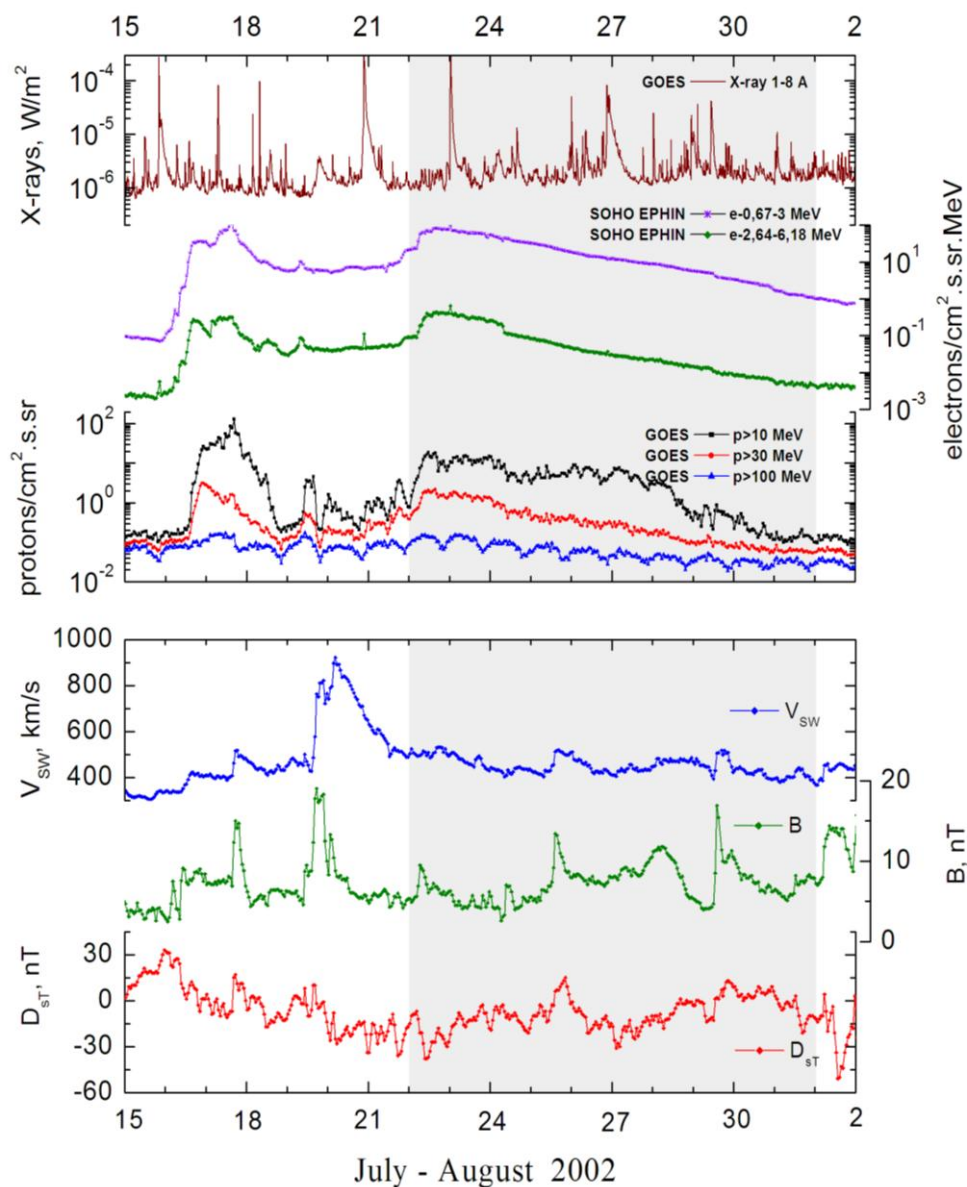 15 18 21 24 27 30 2
X-rays, W/m²
10⁻⁴
10⁻⁵
10⁻⁶
GOES X-ray 1-8 A
SOHO EPHIN e-0,67-3 MeV
SOHO EPHIN e-2,64-6,18 MeV
electrons/cm².s.sr.MeV
10¹
10⁻¹
10⁻³
protons/cm².s.sr
10²
10⁰
10⁻²
GOES p>10 MeV
GOES p>30 MeV
GOES p>100 MeV
V_SW, km/s
1000
800
600
400
V_SW
B, nT
20
10
0
B
D_sT, nT
30
0
-30
-60
D_sT
15 18 21 24 27 30 2
July - August 2002